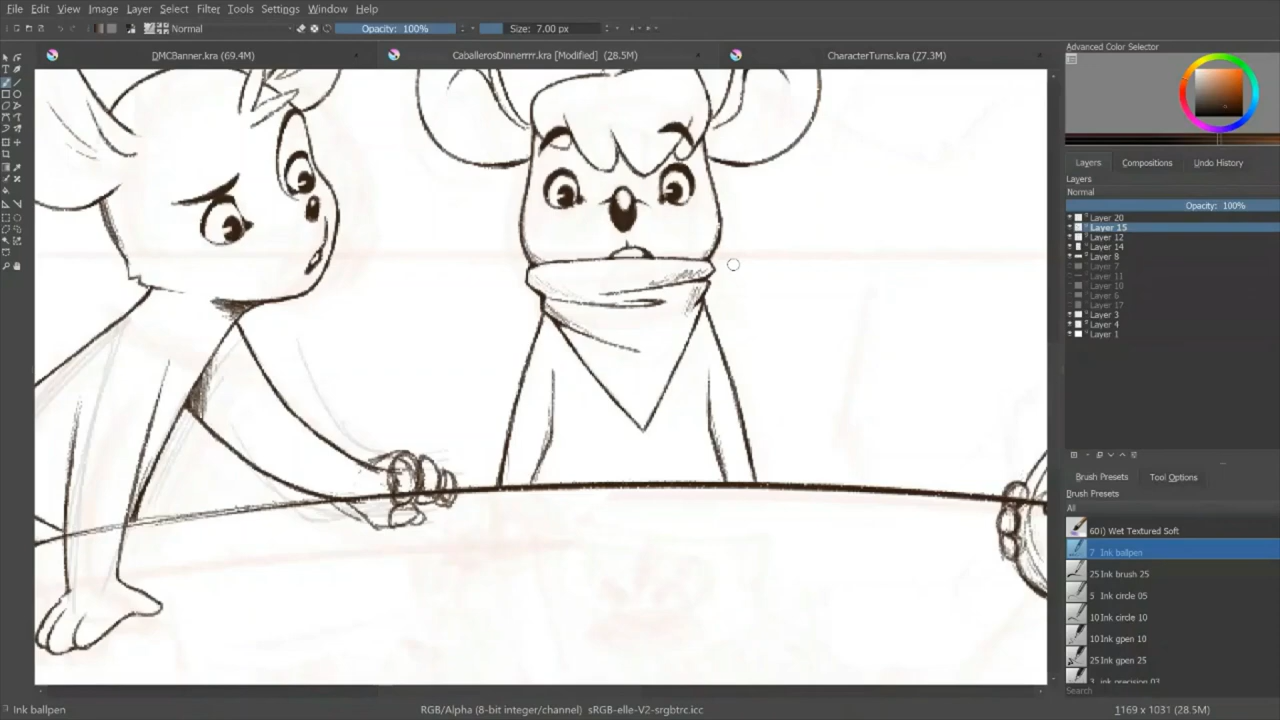 File Edit View Image Layer Select Filter Tools Settings Window Help
Normal Opacity: 100% Size: 7.00 px
DMCBanner.kra (69.4M) CaballerosDinnerrrr.kra [Modified] (28.5M) CharacterTurns.kra (77.3M)
Advanced Color Selector
Layers Compositions Undo History
Layers
Normal
Opacity: 100%
Layer 20
Layer 15
Layer 12
Layer 14
Layer 8
Layer 7
Layer 11
Layer 10
Layer 6
Layer 17
Layer 3
Layer 4
Layer 1
Brush Presets Tool Options
Brush Presets
All
60 i) Wet Textured Soft
7 Ink ballpen
25 Ink brush 25
5 Ink circle 05
10 Ink circle 10
10 Ink gpen 10
25 Ink gpen 25
3 ink precision 03
Search
Ink ballpen RGB/Alpha (8-bit integer/channel) sRGB-elle-V2-srgbtrc.icc 1169 x 1031 (28.5M)